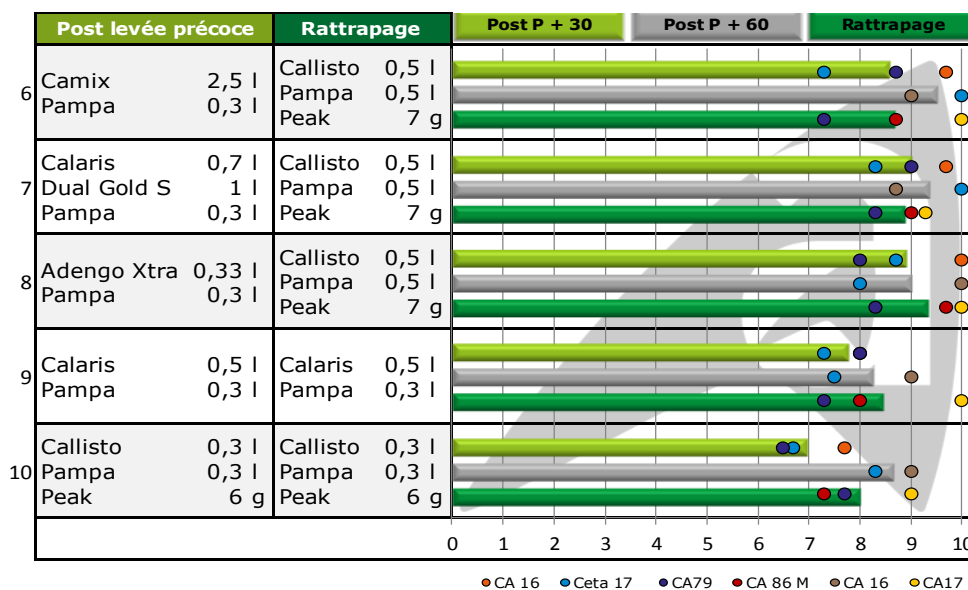 Post levée précoce Rattrapage Post P + 30 Post P + 60 Rattrapage
6
Camix 2,5 l
Pampa 0,3 l
Callisto 0,5 l
Pampa 0,5 l
Peak 7 g
7
Calaris 0,7 l
Dual Gold S 1 l
Pampa 0,3 l
Callisto 0,5 l
Pampa 0,5 l
Peak 7 g
8
Adengo Xtra 0,33 l
Pampa 0,3 l
Callisto 0,5 l
Pampa 0,5 l
Peak 7 g
9
Calaris 0,5 l
Pampa 0,3 l
Calaris 0,5 l
Pampa 0,3 l
10
Callisto 0,3 l
Pampa 0,3 l
Peak 6 g
Callisto 0,3 l
Pampa 0,3 l
Peak 6 g
0 1 2 3 4 5 6 7 8 9 10
CA 16 Ceta 17 CA79 CA 86 M CA 16 CA17